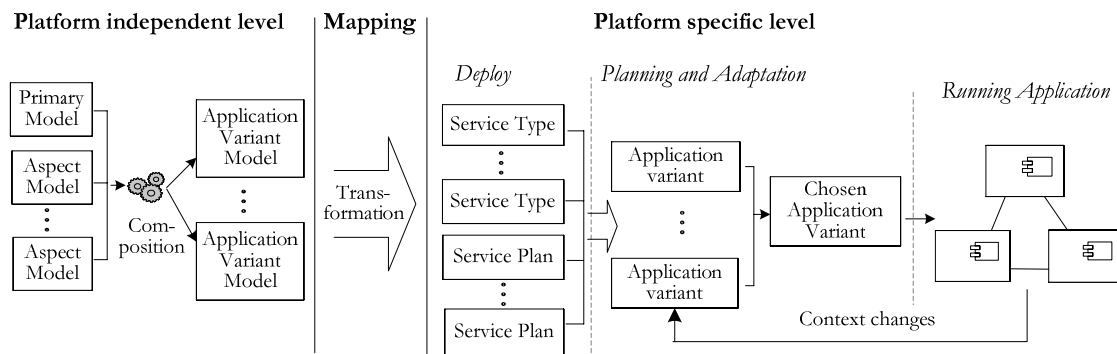 Platform independent level
Mapping
Platform specific level
Deploy
Planning and Adaptation
Running Application
Primary
Model
Aspect
Model
Aspect
Model
Com-
position
Application
Variant
Model
Application
Variant
Variant Model
Trans-
formation
Service Type
Service Type
Service Plan
Service Plan
Application
variant
Application
variant
Chosen
Application
Variant
Context changes